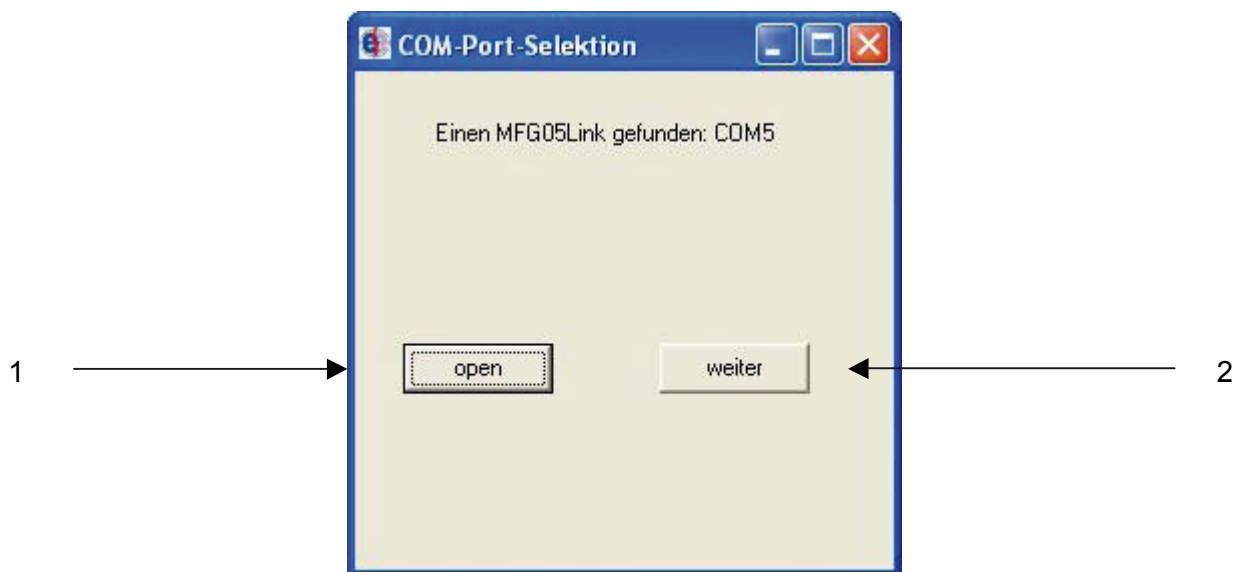 COM-Port-Selektion
Einen MFG05Link gefunden: COM5
1 open weiter 2